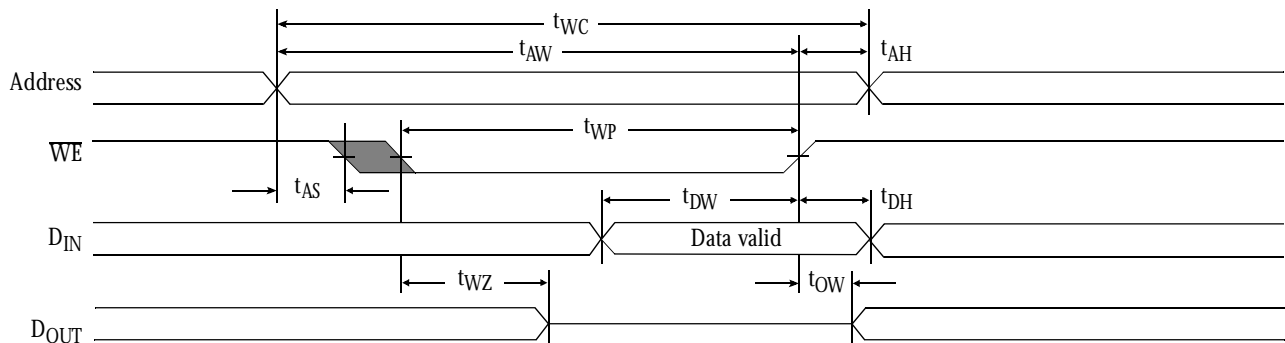 tWC
tAW
tAH
Address
tWP
WE
tAS
tDW
tDH
DIN
Data valid
tWZ
tOW
DOUT